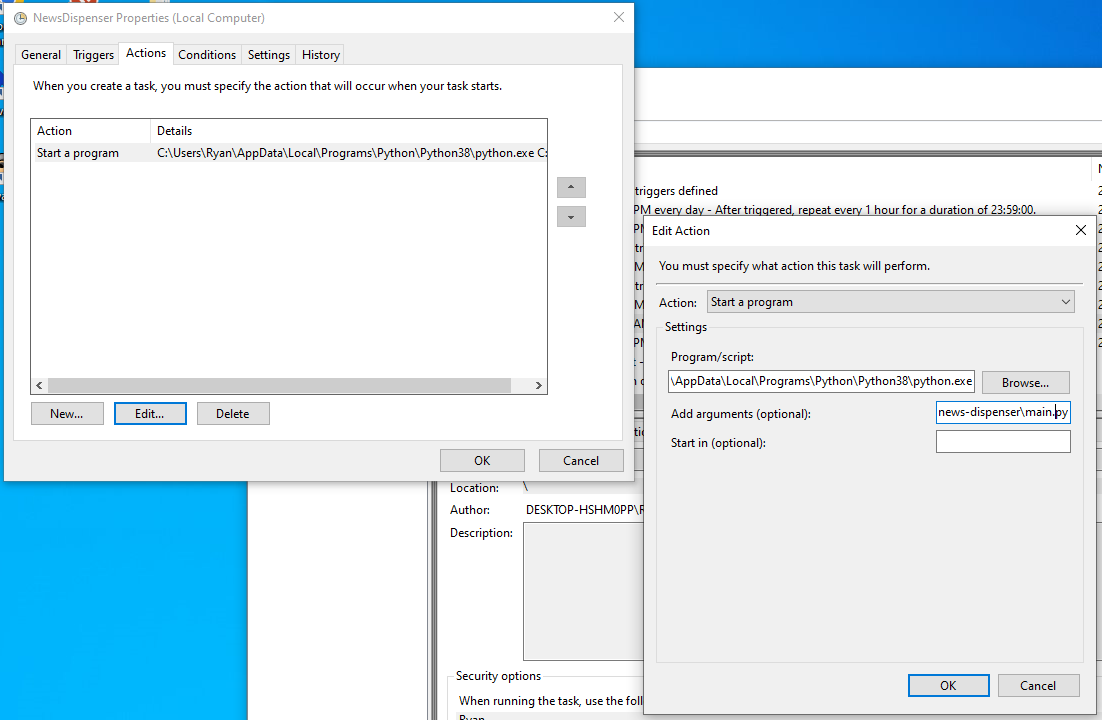 NewsDispenser Properties (Local Computer)
General Triggers Actions Conditions Settings History
When you create a task, you must specify the action that will occur when your task starts.
Action Details
Start a program C:\Users\Ryan\AppData\Local\Programs\Python\Python38\python.exe C:
New... Edit... Delete
OK Cancel
triggers defined
PM every day - After triggered, repeat every 1 hour for a duration of 23:59:00.
Edit Action
You must specify what action this task will perform.
Action: Start a program
Settings
Program/script:
\AppData\Local\Programs\Python\Python38\python.exe Browse...
Add arguments (optional): news-dispenser\main.py
Start in (optional):
OK Cancel
Location: \
Author: DESKTOP-HSHM0PP\R
Description:
Security options
When running the task, use the foll
Ryan